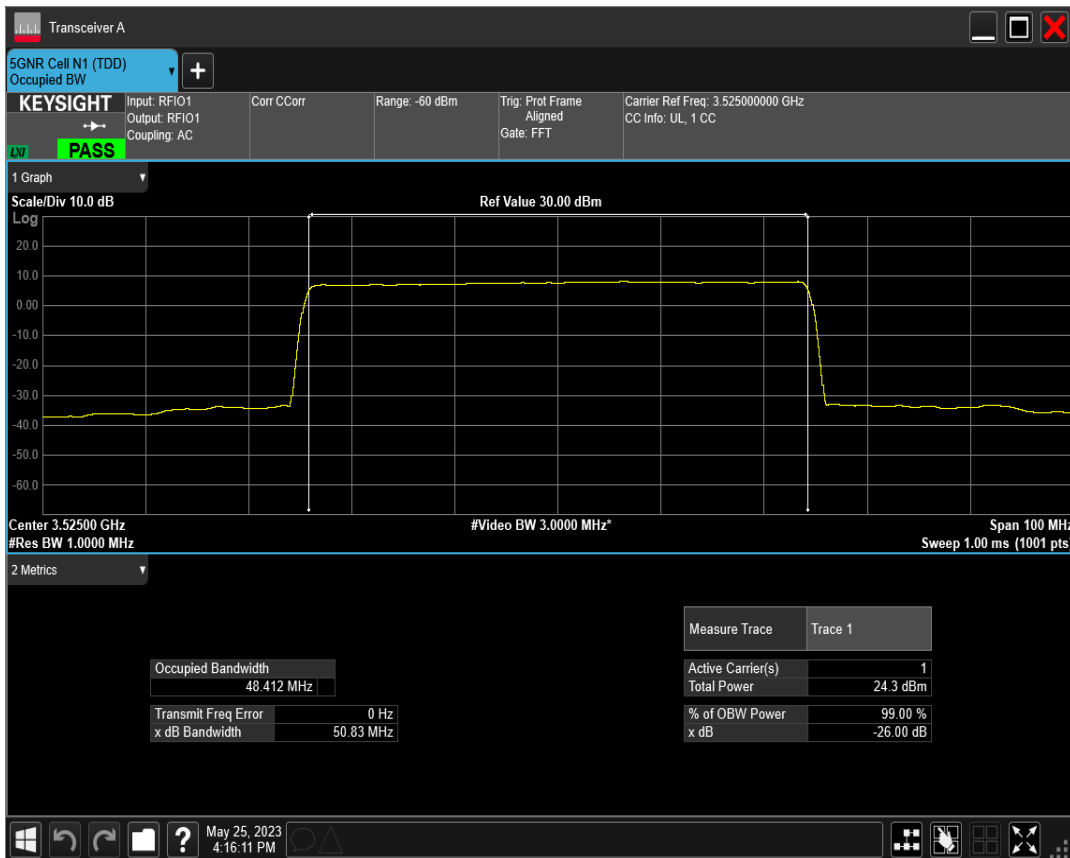 Transceiver A
5GNR Cell N1 (TDD)
Occupied BW
+
KEYSIGHT
LXI
PASS
Input: RFIO1
Output: RFIO1
Coupling: AC
Corr CCorr
Range: -60 dBm
Trig: Prot Frame
Aligned
Gate: FFT
Carrier Ref Freq: 3.525000000 GHz
CC Info: UL, 1 CC
1 Graph
Scale/Div 10.0 dB
Ref Value 30.00 dBm
Log
20.0
10.0
0.00
-10.0
-20.0
-30.0
-40.0
-50.0
-60.0
Center 3.52500 GHz
#Video BW 3.0000 MHz*
Span 100 MHz
#Res BW 1.0000 MHz
Sweep 1.00 ms (1001 pts)
2 Metrics
Measure Trace Trace 1
Occupied Bandwidth
48.412 MHz
Active Carrier(s) 1
Total Power 24.3 dBm
Transmit Freq Error 0 Hz
x dB Bandwidth 50.83 MHz
% of OBW Power 99.00 %
x dB -26.00 dB
?
May 25, 2023
4:16:11 PM